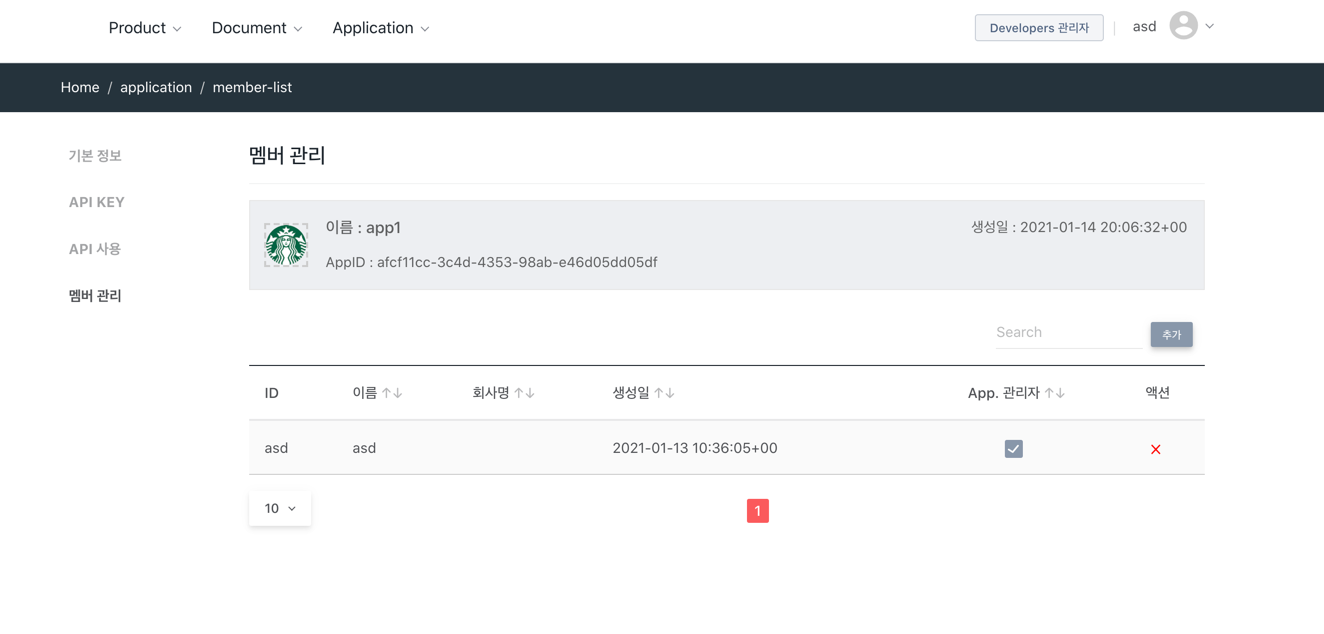 Product Document Application Developers 관리자 | asd
Home / application / member-list
기본 정보
API KEY
API 사용
멤버 관리
멤버 관리
이름 : app1 생성일 : 2021-01-14 20:06:32+00
AppID : afcf11cc-3c4d-4353-98ab-e46d05dd05df
Search 추가
ID 이름 ↑↓ 회사명 ↑↓ 생성일 ↑↓ App. 관리자 ↑↓ 액션
asd asd 2021-01-13 10:36:05+00
10 1